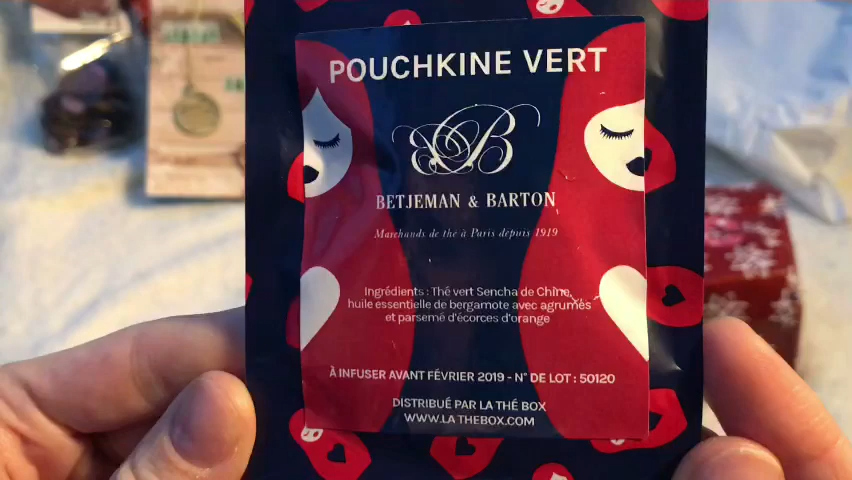 POUCHKINE VERT
BB
BETJEMAN & BARTON
Marchands de thé à Paris depuis 1919
Ingrédients : Thé vert Sencha de Chine,
huile essentielle de bergamote avec agrumes
et parsemé d'écorces d'orange
À INFUSER AVANT FÉVRIER 2019 - N° DE LOT : 50120
DISTRIBUÉ PAR LA THÉ BOX
WWW.LATHEBOX.COM